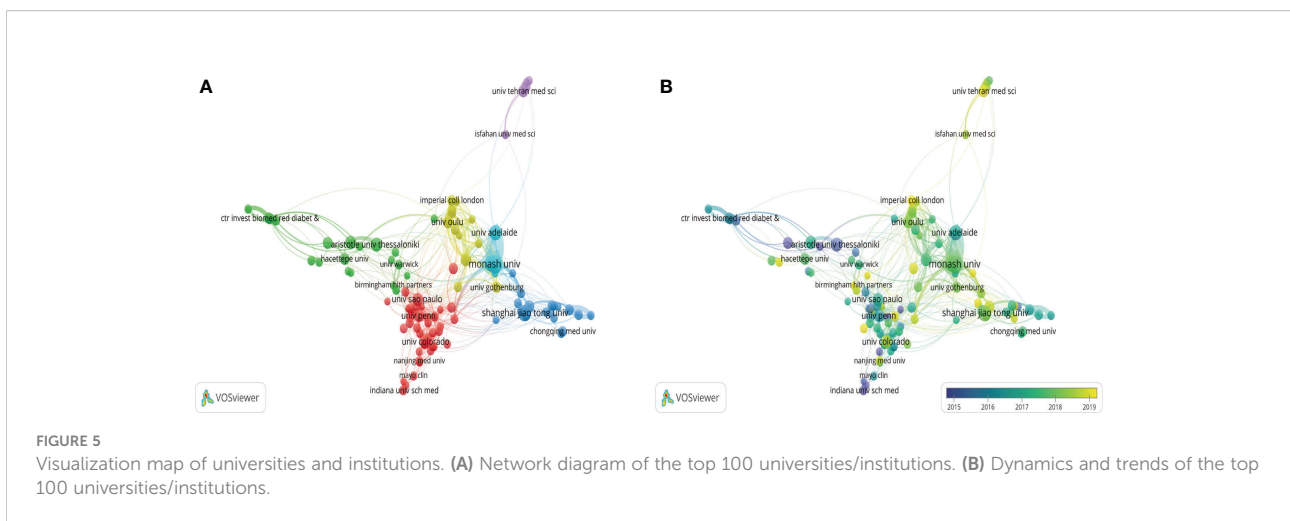 A
univ tehran med sci
isfahan univ med sci
imperial coll london
ctr invest biomed red diabet &
univ oulu
univ adelaide
aristotle univ thessaloniki
hacettepe univ
univ warwick
monash univ
birmingham hlth partners
univ gothenburg
univ sao paulo
univ penn
shanghai jiao tong univ
chongqing med univ
univ colorado
nanjing med univ
mayo clin
indiana univ sch med
VOSviewer
B
univ tehran med sci
isfahan univ med sci
imperial coll london
ctr invest biomed red diabet &
univ oulu
univ adelaide
aristotle univ thessaloniki
hacettepe univ
univ warwick
monash univ
birmingham hlth partners
univ gothenburg
univ sao paulo
univ penn
shanghai jiao tong univ
chongqing med univ
univ colorado
nanjing med univ
mayo clin
indiana univ sch med
VOSviewer
2015 2016 2017 2018 2019
FIGURE 5
Visualization map of universities and institutions. (A) Network diagram of the top 100 universities/institutions. (B) Dynamics and trends of the top
100 universities/institutions.